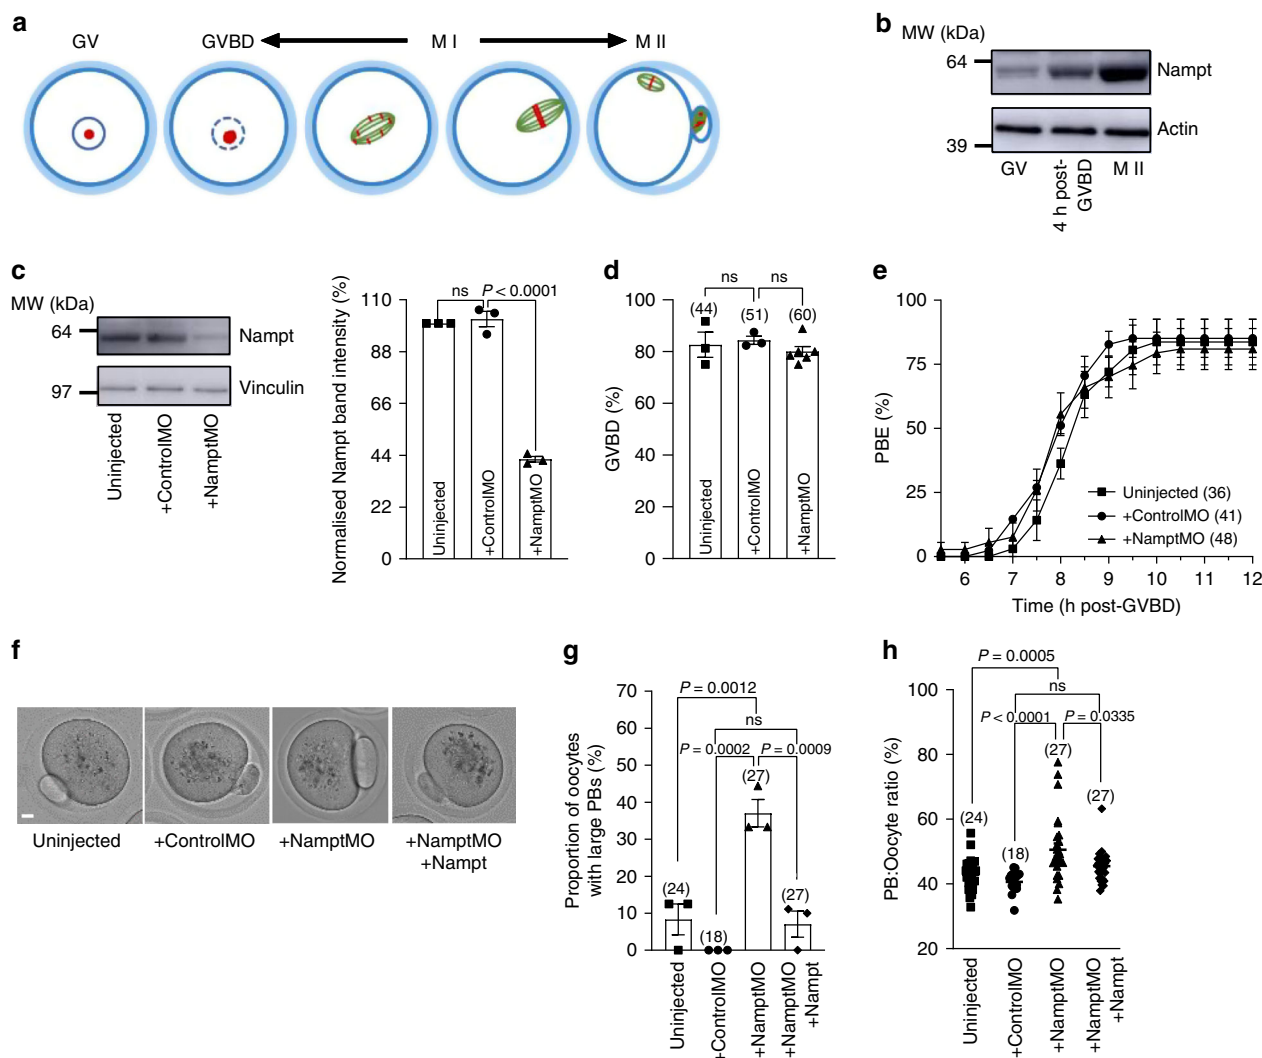 a
GV
GVBD
M I
M II
b
MW (kDa)
64
Nampt
Actin
39
GV
4 h post-
GVBD
M II
c
MW (kDa)
64
Nampt
97
Vinculin
Uninjected
+ControlMO
+NamptMO
Normalised Nampt band intensity (%)
110
88
66
44
22
0
ns
P < 0.0001
Uninjected
+ControlMO
+NamptMO
d
GVBD (%)
100
80
60
40
20
0
ns
ns
(44)
(51)
(60)
Uninjected
+ControlMO
+NamptMO
e
PBE (%)
100
75
50
25
0
Uninjected (36)
+ControlMO (41)
+NamptMO (48)
6 7 8 9 10 11 12
Time (h post-GVBD)
f
Uninjected
+ControlMO
+NamptMO
+NamptMO
+Nampt
g
Proportion of oocytes
with large PBs (%)
70
60
50
40
30
20
10
0
P = 0.0012
ns
P = 0.0002
P = 0.0009
(24)
(18)
(27)
(27)
Uninjected
+ControlMO
+NamptMO
+NamptMO
+Nampt
h
PB:Oocyte ratio (%)
100
80
60
40
20
P = 0.0005
ns
P < 0.0001
P = 0.0335
(24)
(18)
(27)
(27)
Uninjected
+ControlMO
+NamptMO
+NamptMO
+Nampt